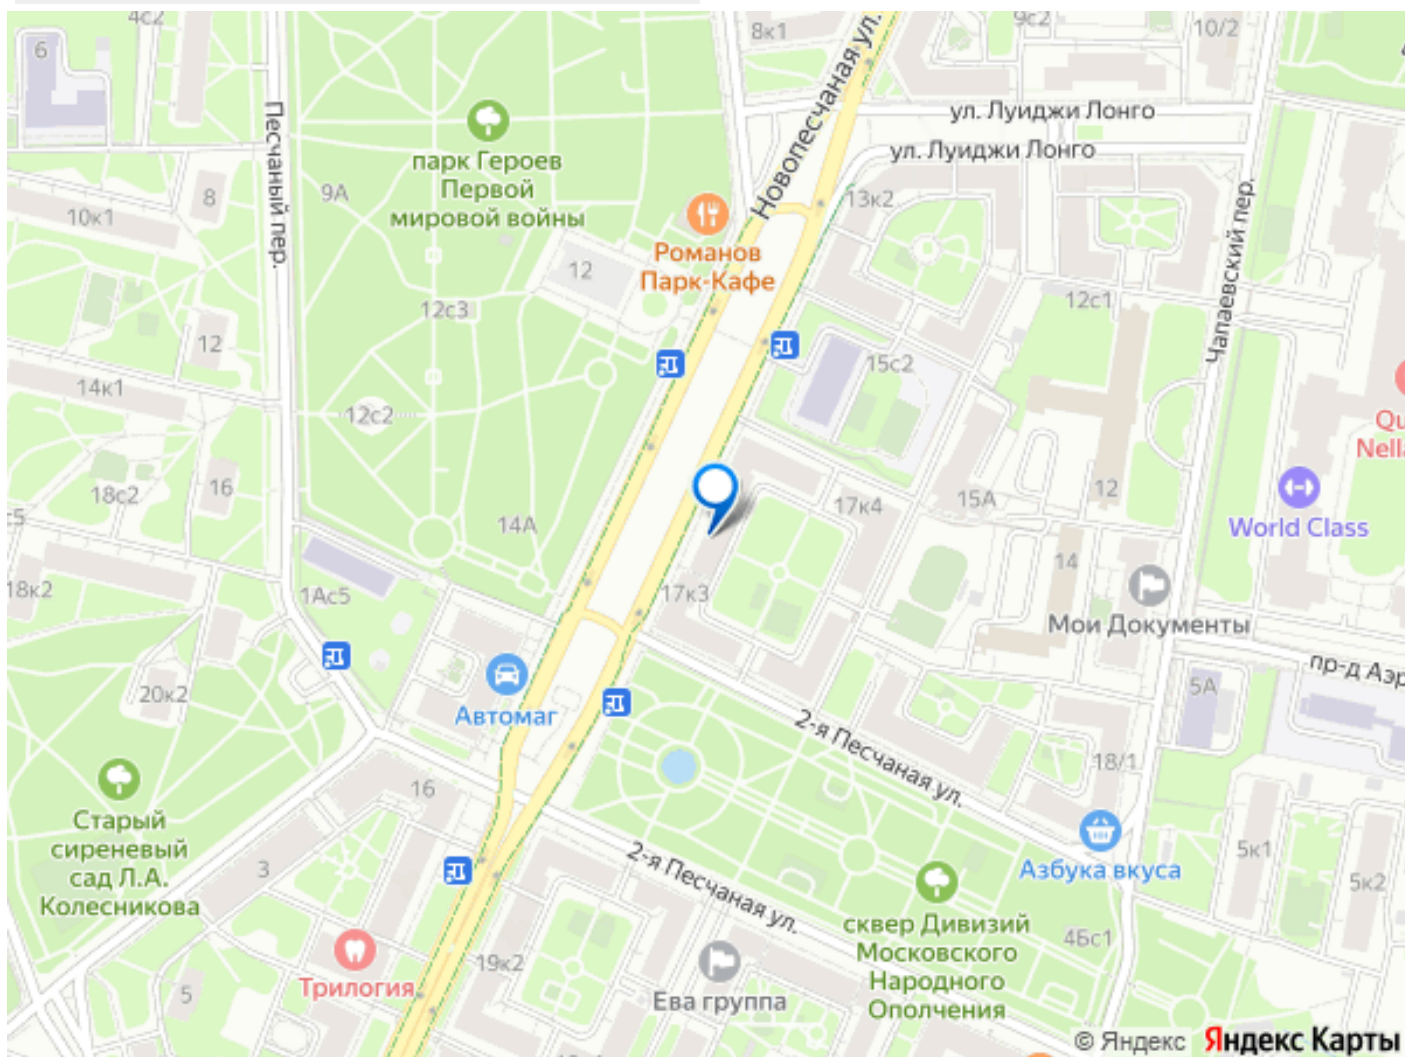 4с2
6
8к1
9с2
10/2
Новопесчаная ул.
ул. Луиджи Лонго
ул. Луиджи Лонго
Песчаный пер.
парк Героев
Первой
мировой войны
9А
8
10к1
13к2
Чапаевский пер.
Романов
Парк-Кафе
12
12с3
12с1
12
14к1
12с2
15с2
Qu
Nella
18с2
16
14А
17к4
15А
12
World Class
18к2
1Ас5
17к3
14
Мои Документы
пр-д Аэр
20к2
Автомаг
5А
2-я Песчаная ул.
18/1
16
Старый
сиреневый
сад Л.А.
Колесникова
3
Азбука вкуса
5к1
5к2
2-я Песчаная ул.
сквер Дивизий
Московского
Народного
Ополчения
4Бс1
Трилогия
5
19к2
Ева группа
© Яндекс Яндекс Карты